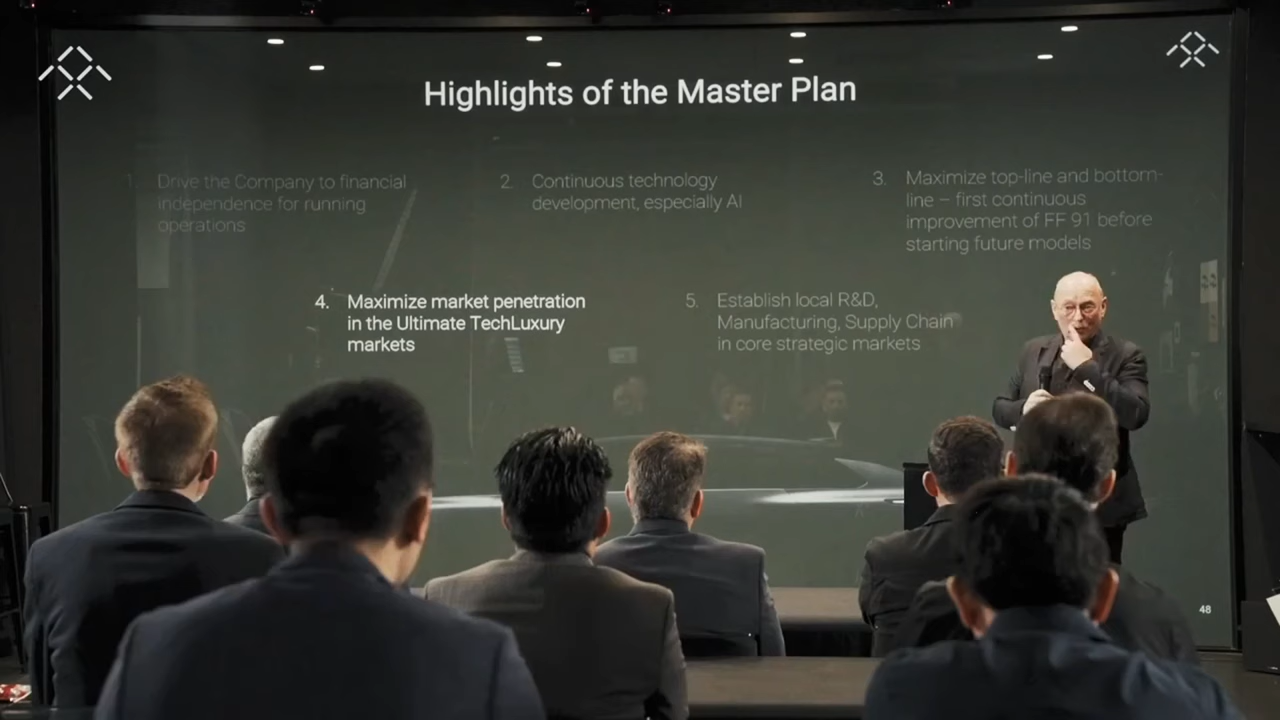 Highlights of the Master Plan
1. Drive the Company to financial
independence for running
operations
2. Continuous technology
development, especially AI
3. Maximize top-line and bottom-
line – first continuous
improvement of FF 91 before
starting future models
4. Maximize market penetration
in the Ultimate TechLuxury
markets
5. Establish local R&D,
Manufacturing, Supply Chain
in core strategic markets
48